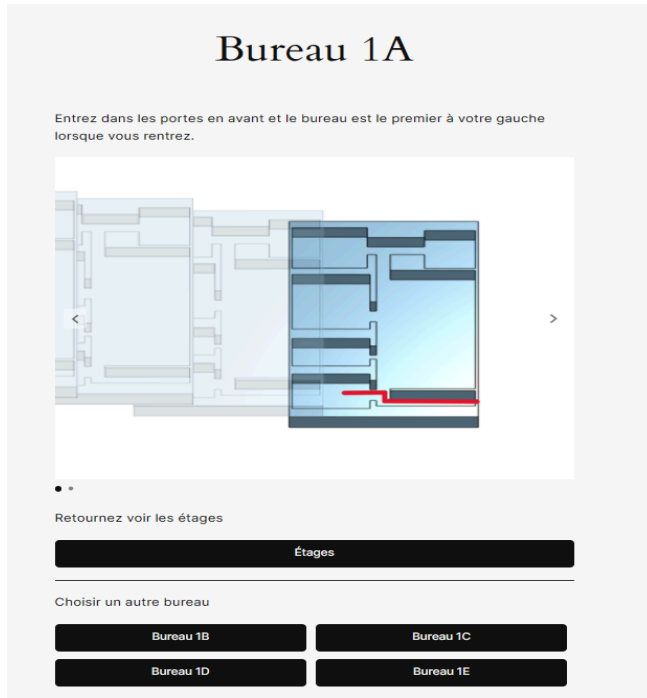 Bureau 1A
Entrez dans les portes en avant et le bureau est le premier à votre gauche
lorsque vous rentrez.
Retournez voir les étages
Étages
Choisir un autre bureau
Bureau 1B
Bureau 1C
Bureau 1D
Bureau 1E